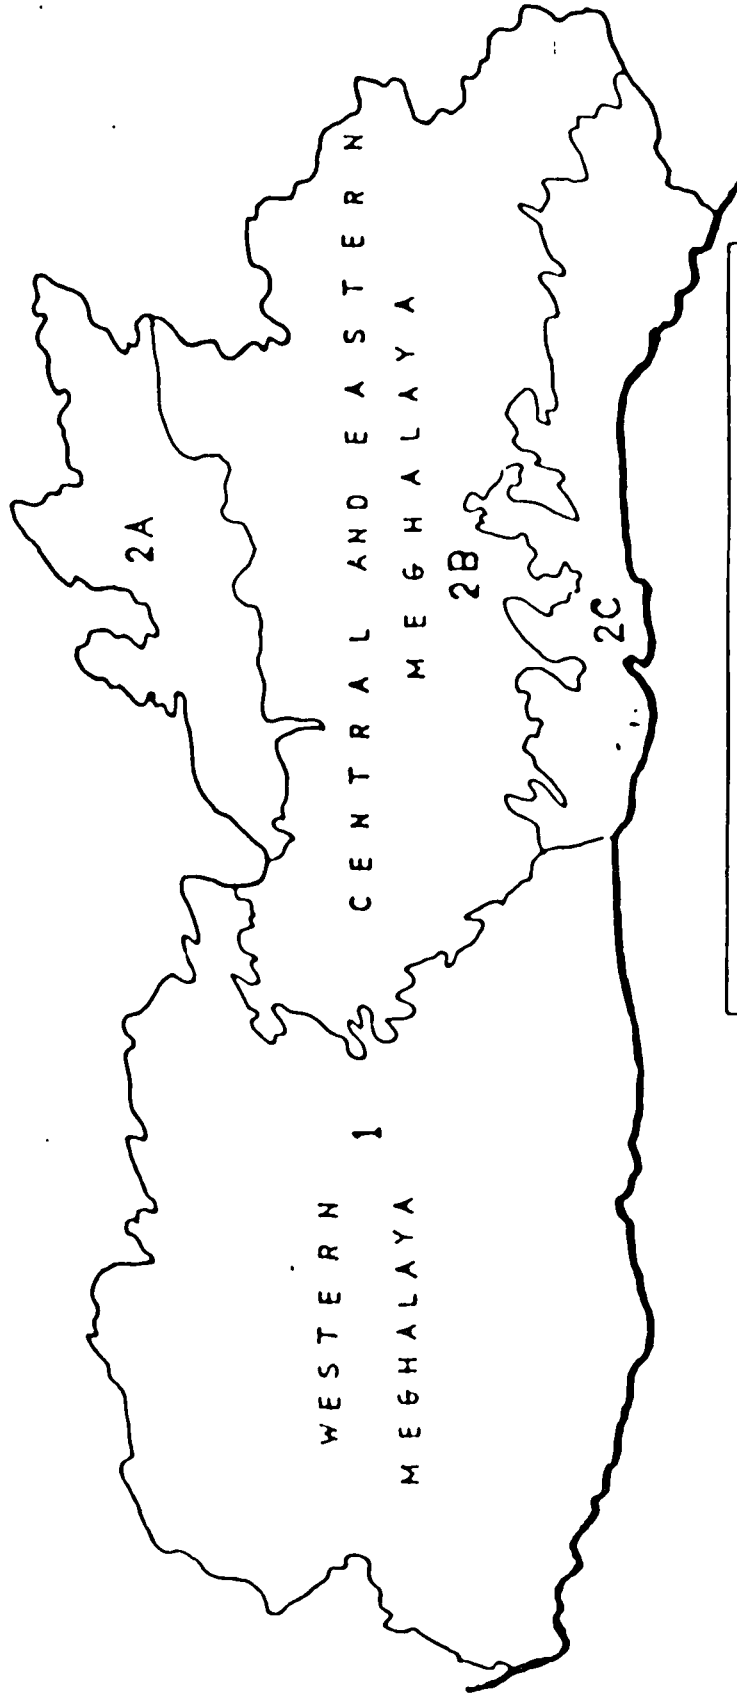 2A
CENTRAL AND EASTERN
MEGHALAYA
2B
2C
WESTERN
1
MEGHALAYA